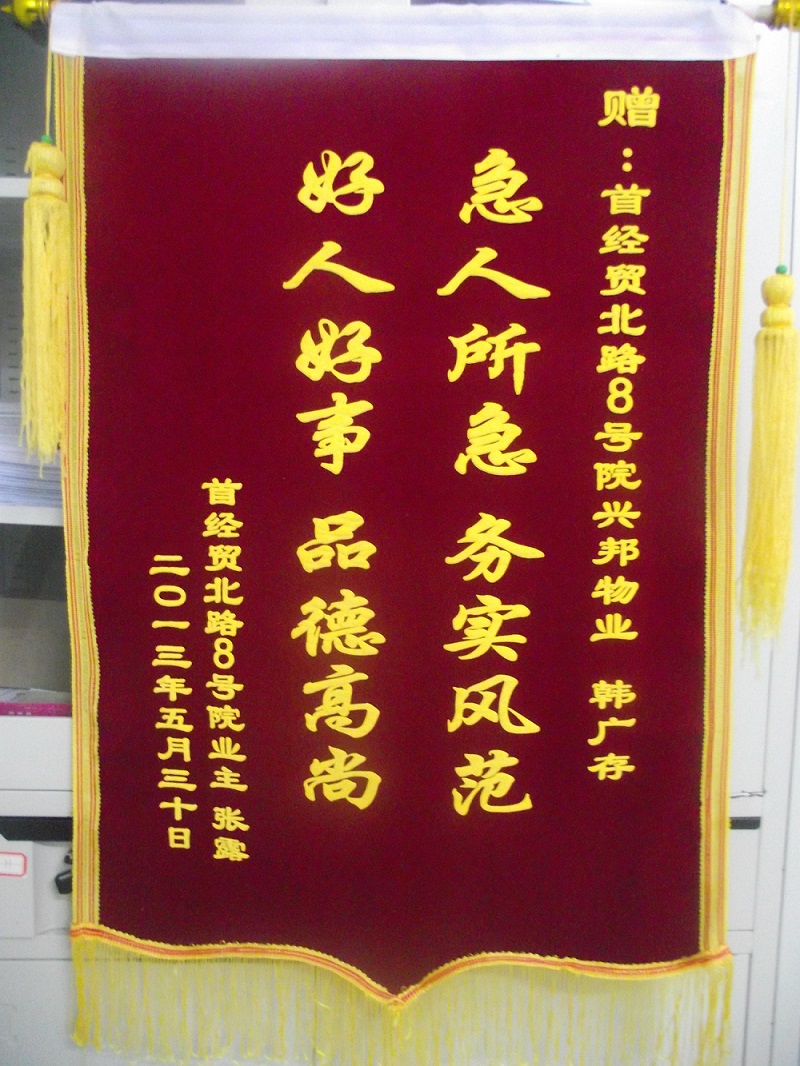 赠：首经贸北路8号院兴邦物业 韩广存
急人所急 务实风范
好人好事 品德高尚
首经贸北路8号院业主 张露
二〇一三年五月三十日